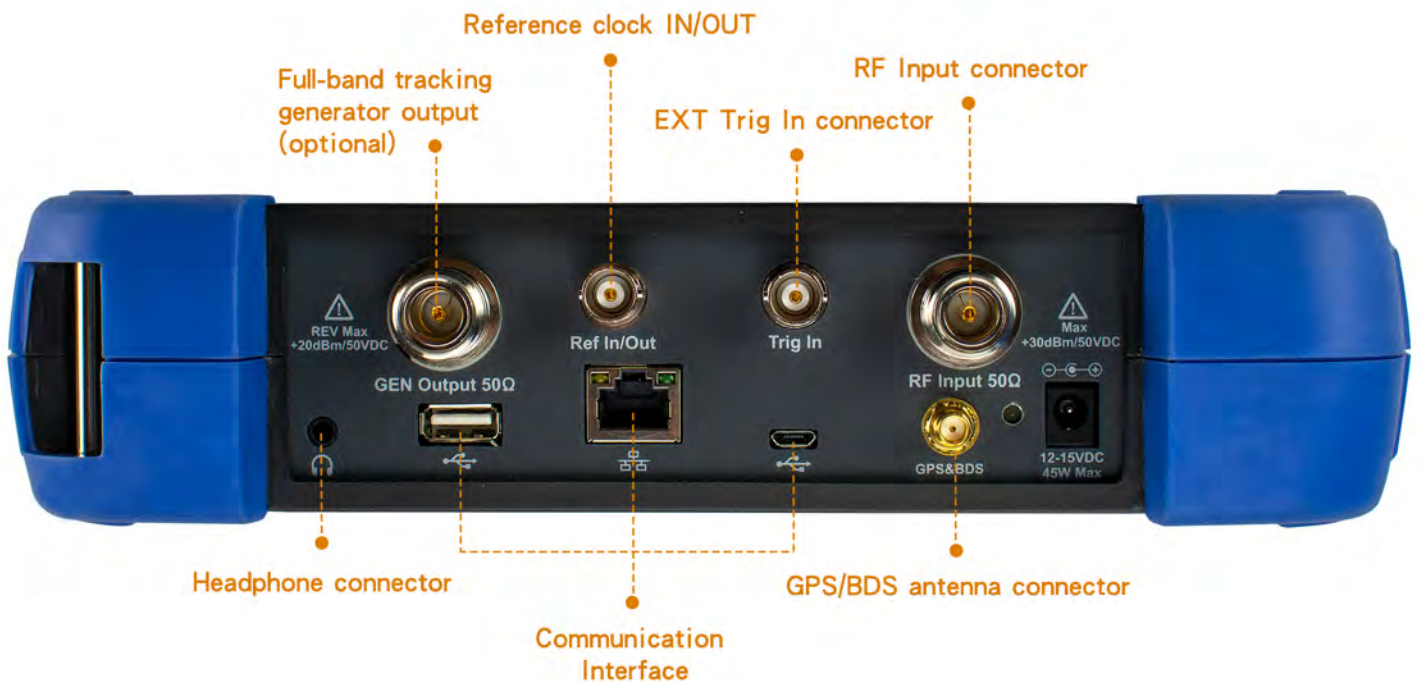 Reference clock IN/OUT
Full-band tracking
generator output
(optional)
RF Input connector
EXT Trig In connector
REV Max
+20dBm/50VDC
GEN Output 50Ω
Ref In/Out
Trig In
RF Input 50Ω
Max
+30dBm/50VDC
GPS&BDS
12-15VDC
45W Max
Headphone connector
GPS/BDS antenna connector
Communication
Interface